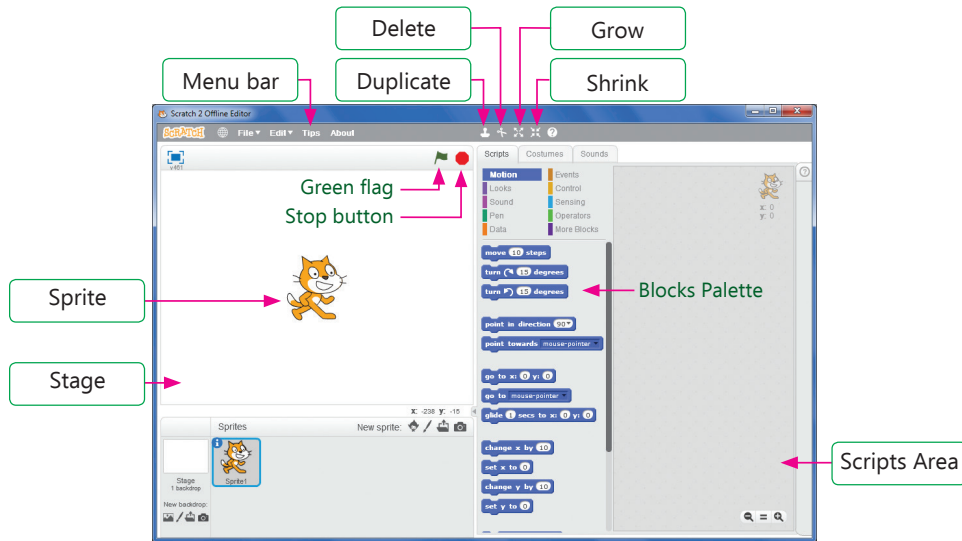 Delete
Grow
Menu bar
Duplicate
Shrink
Scratch 2 Offline Editor
SCRATCH File Edit Tips About
v461
Green flag
Stop button
Sprite
Stage
X: -238 y: -15
Sprites New sprite:
Sprite1
Stage
1 backdrop
New backdrop:
Scripts Costumes Sounds
Motion Events
Looks Control
Sound Sensing
Pen Operators
Data More Blocks
move 10 steps
turn 15 degrees
turn 15 degrees
Blocks Palette
point in direction 90
point towards mouse-pointer
go to x: 0 y: 0
go to mouse-pointer
glide 1 secs to x: 0 y: 0
change x by 10
set x to 0
change y by 10
set y to 0
x: 0
y: 0
Scripts Area